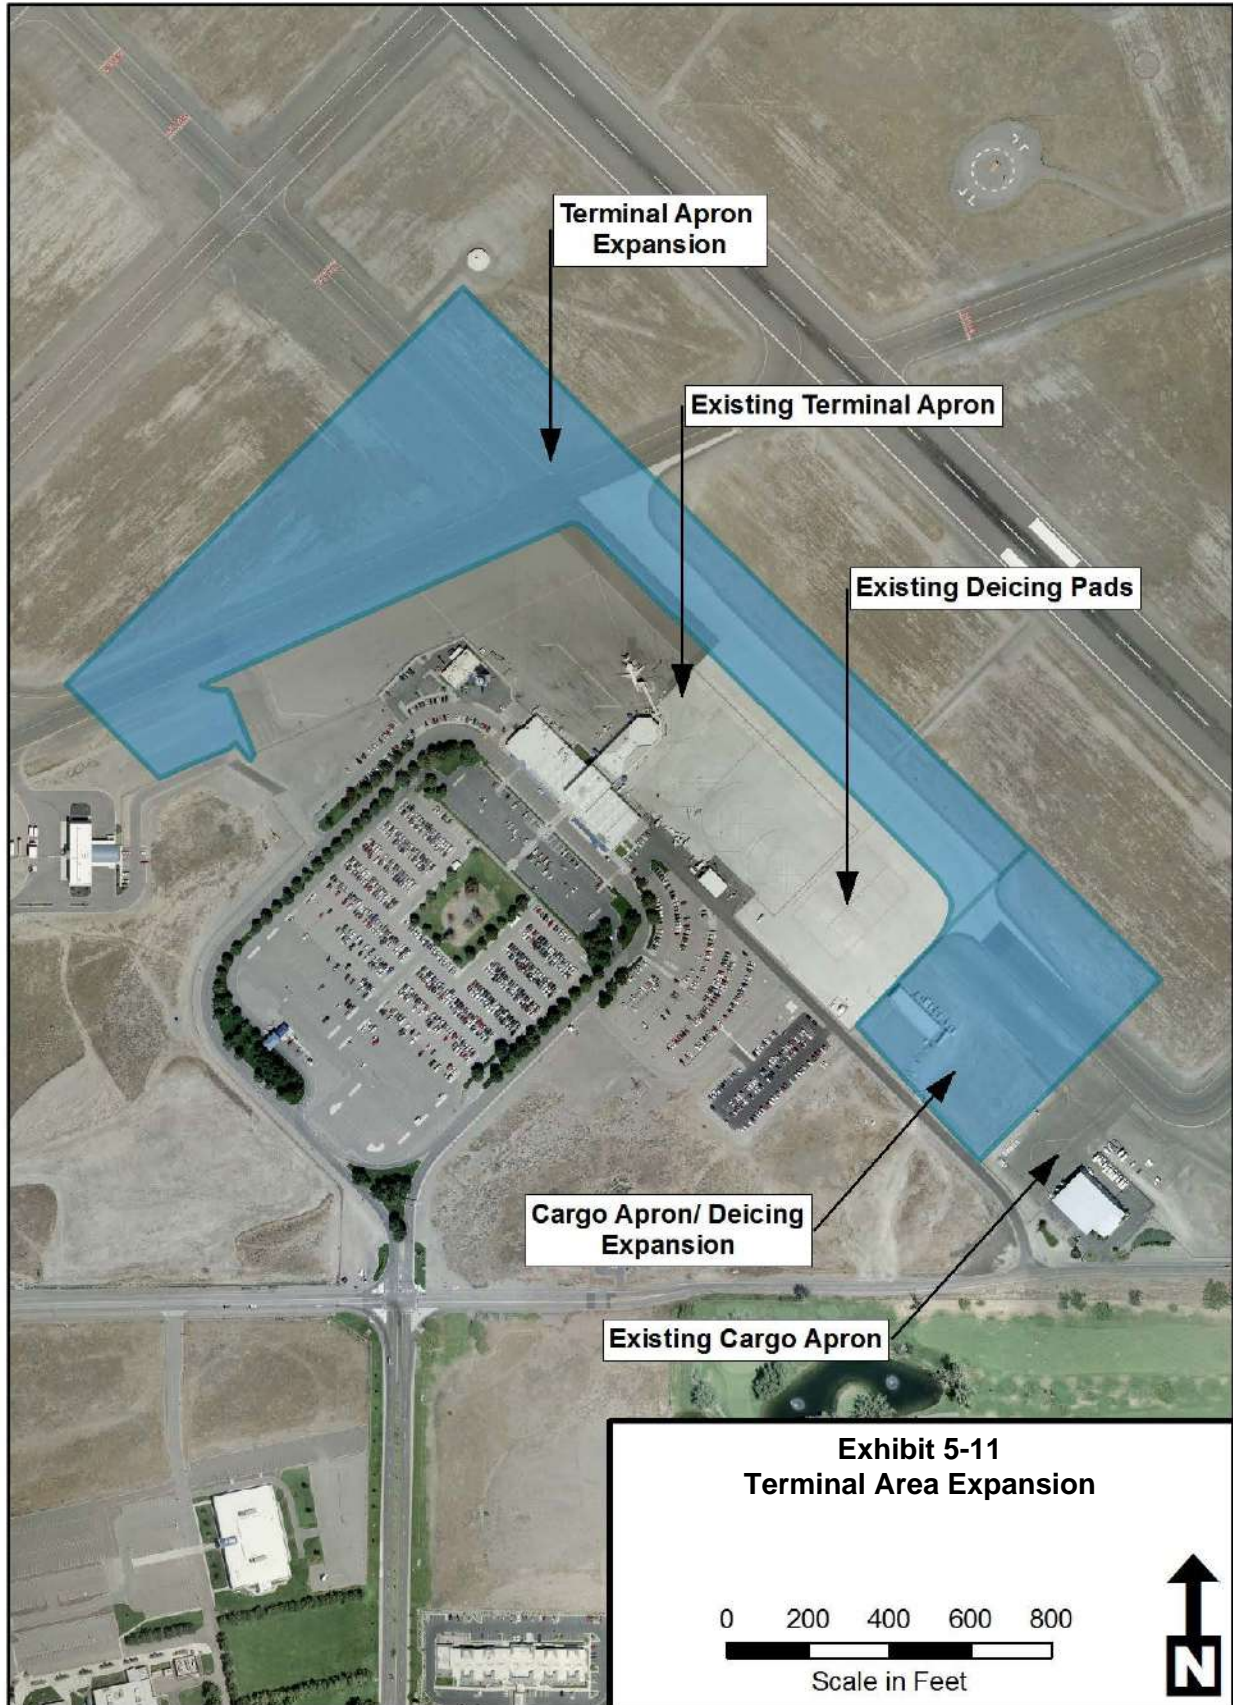 Terminal Apron
Expansion
Existing Terminal Apron
Existing Deicing Pads
Cargo Apron/ Deicing
Expansion
Existing Cargo Apron
Exhibit 5-11
Terminal Area Expansion
0 200 400 600 800
Scale in Feet
N